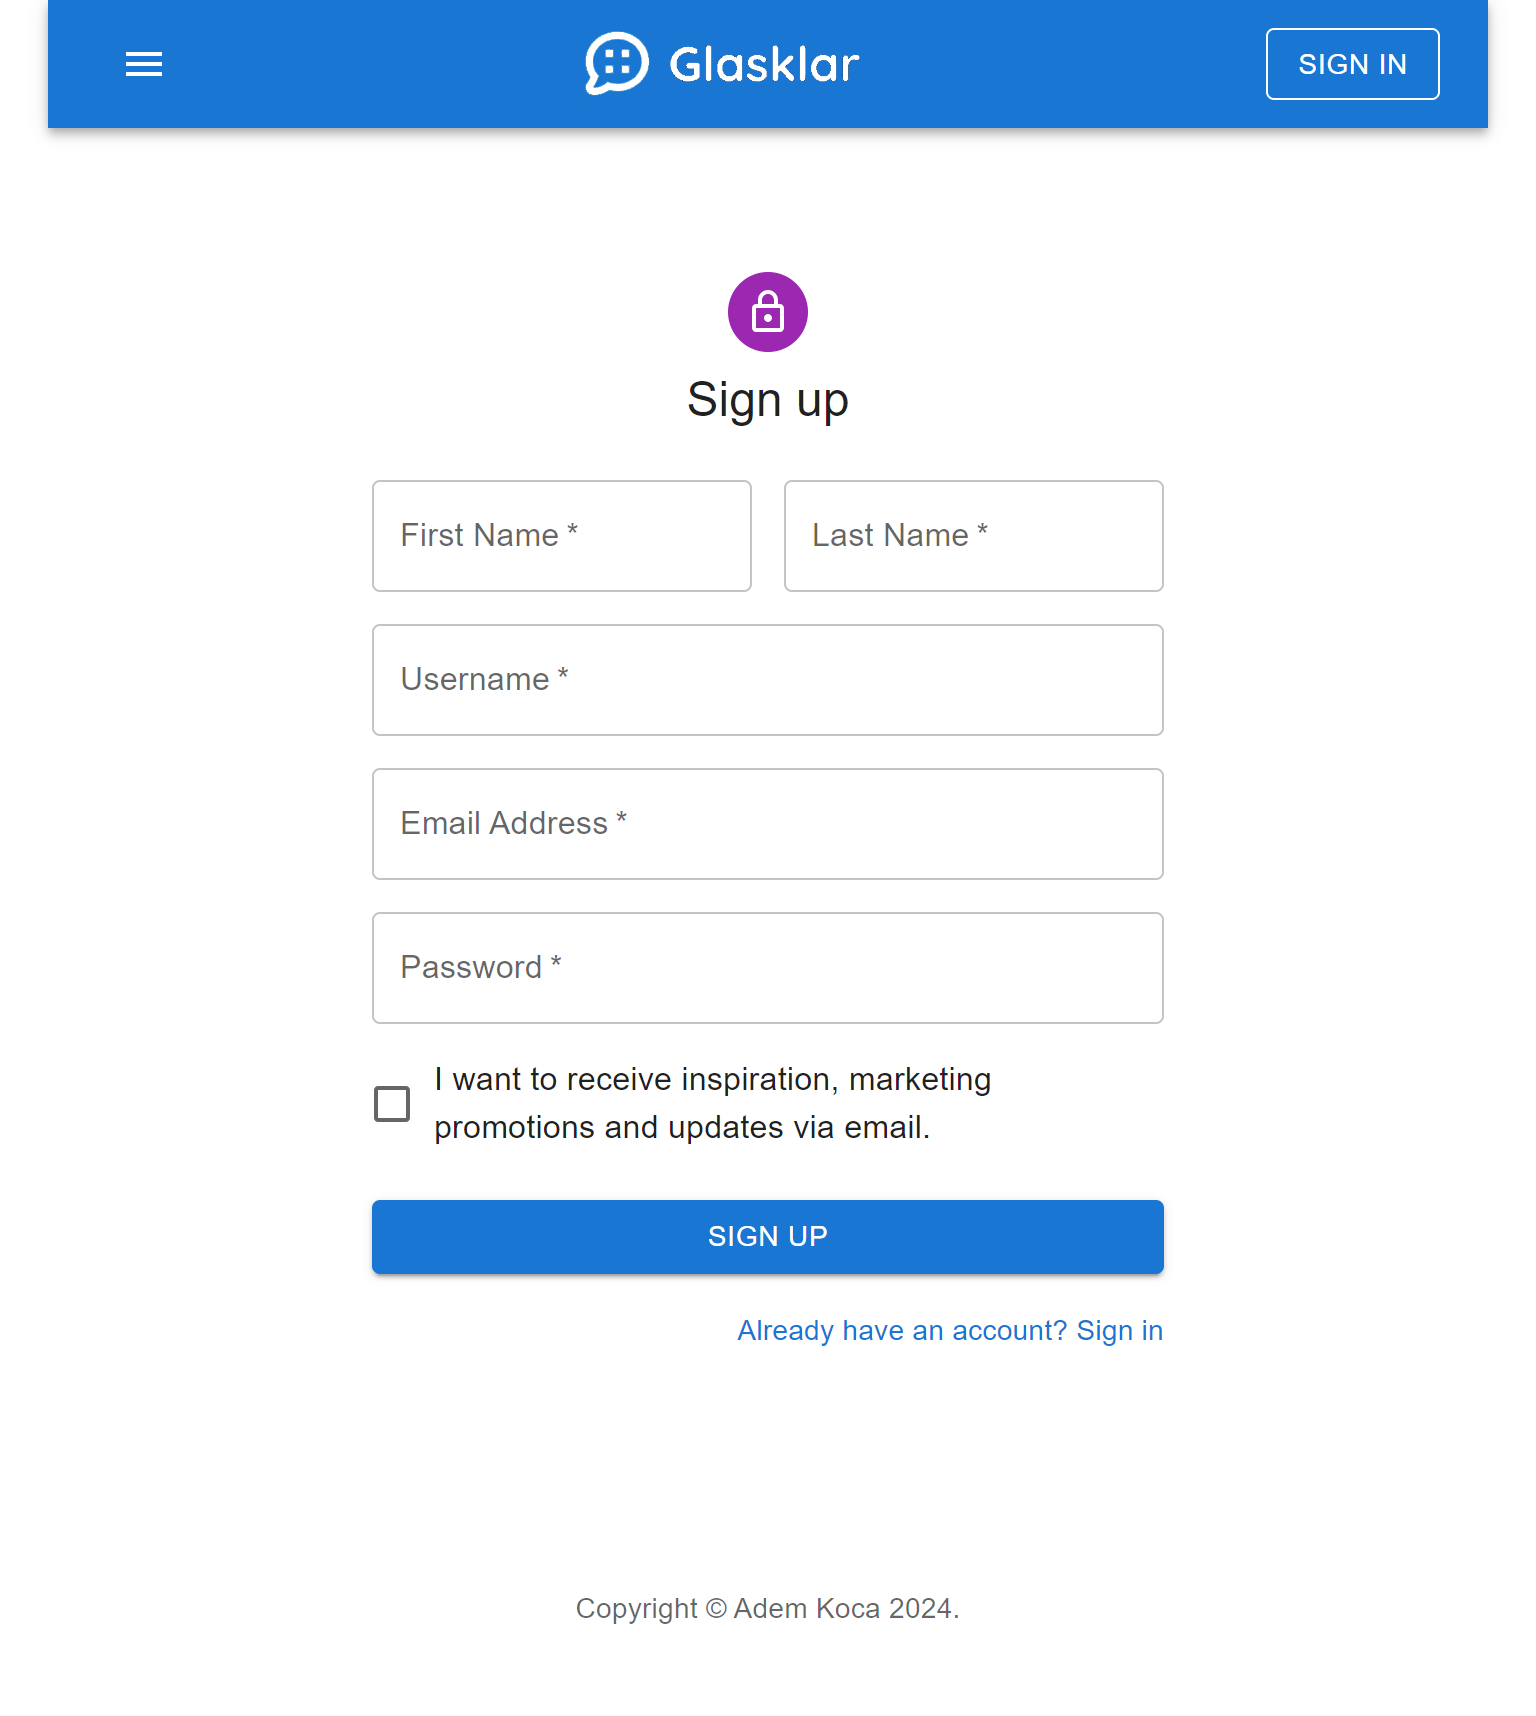 Glasklar
SIGN IN
Sign up
First Name *
Last Name *
Username *
Email Address *
Password *
I want to receive inspiration, marketing
promotions and updates via email.
SIGN UP
Already have an account? Sign in
Copyright © Adem Koca 2024.